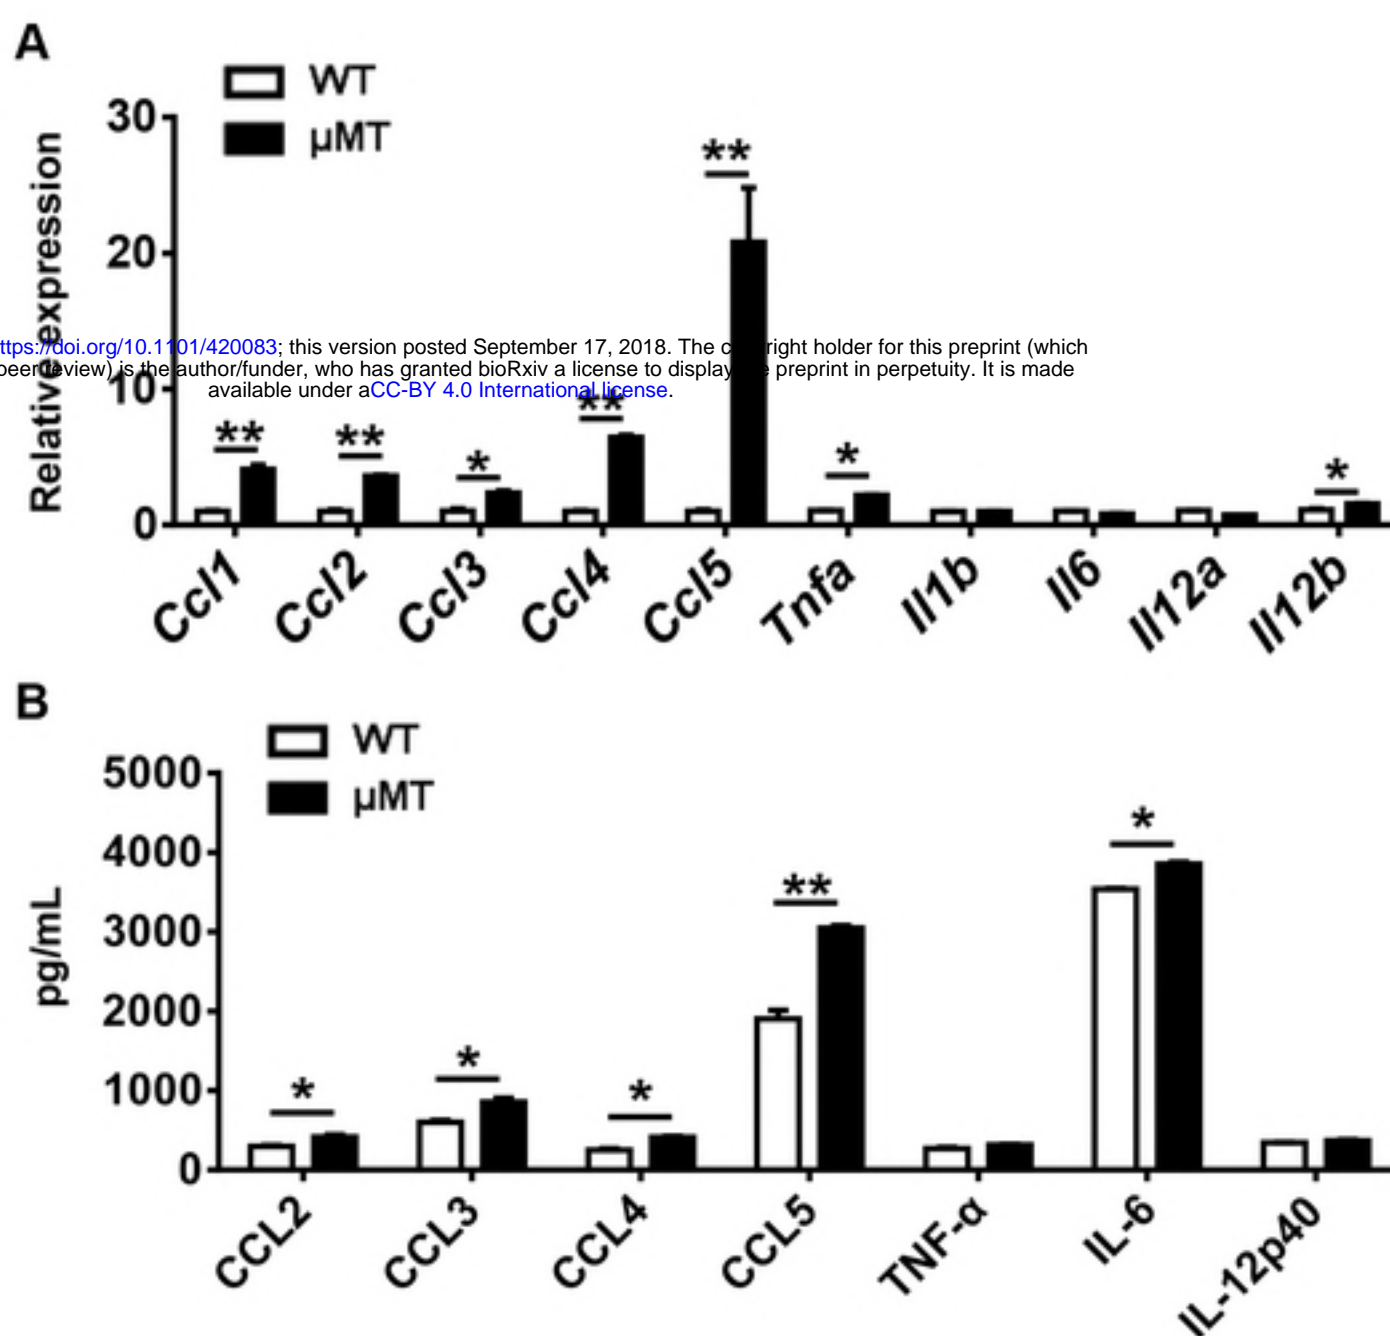 A
WT
μMT
**
30
20
10
0
Relative expression
ttps://doi.org/10.1101/420083; this version posted September 17, 2018. The copyright holder for this preprint (which
peer review) is the author/funder, who has granted bioRxiv a license to display the preprint in perpetuity. It is made
available under aCC-BY 4.0 International license.
** ** * ** * *
Ccl1 Ccl2 Ccl3 Ccl4 Ccl5 Tnfa Il1b Il6 Il12a Il12b
B
WT
μMT
5000
4000
3000
2000
1000
0
pg/mL
* * * ** *
CCL2 CCL3 CCL4 CCL5 TNF-α IL-6 IL-12p40